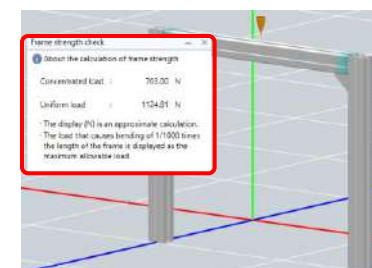 Frame strength check
About the calculation of frame strength
Concentrated load : 703.00 N
Uniform load : 1124.81 N
· The display (N) is an approximate calculation.
· The load that causes bending of 1/1000 times
the length of the frame is displayed as the
maximum allowable load.